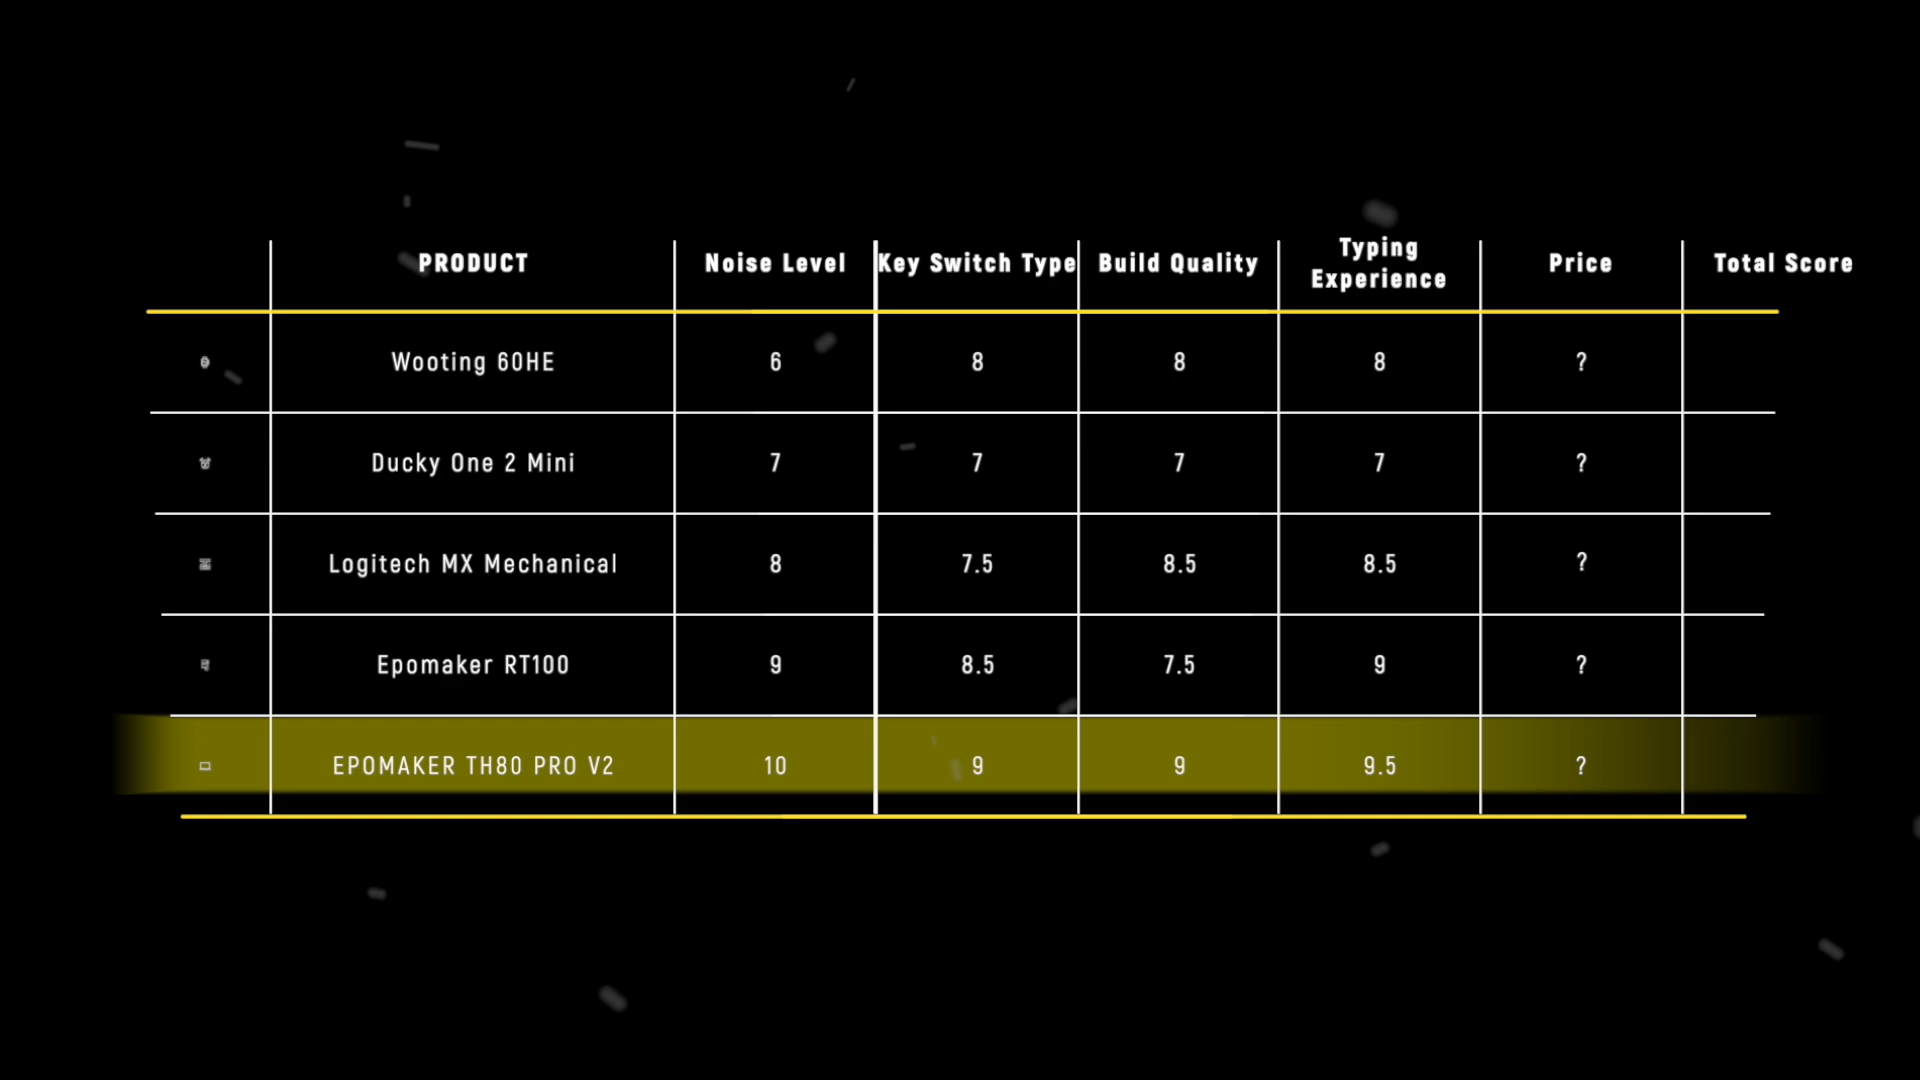 PRODUCT Noise Level Key Switch Type Build Quality Typing Experience Price Total Score
Wooting 60HE 6 8 8 8 ?
Ducky One 2 Mini 7 7 7 7 ?
Logitech MX Mechanical 8 7.5 8.5 8.5 ?
Epomaker RT100 9 8.5 7.5 9 ?
EPOMAKER TH80 PRO V2 10 9 9 9.5 ?